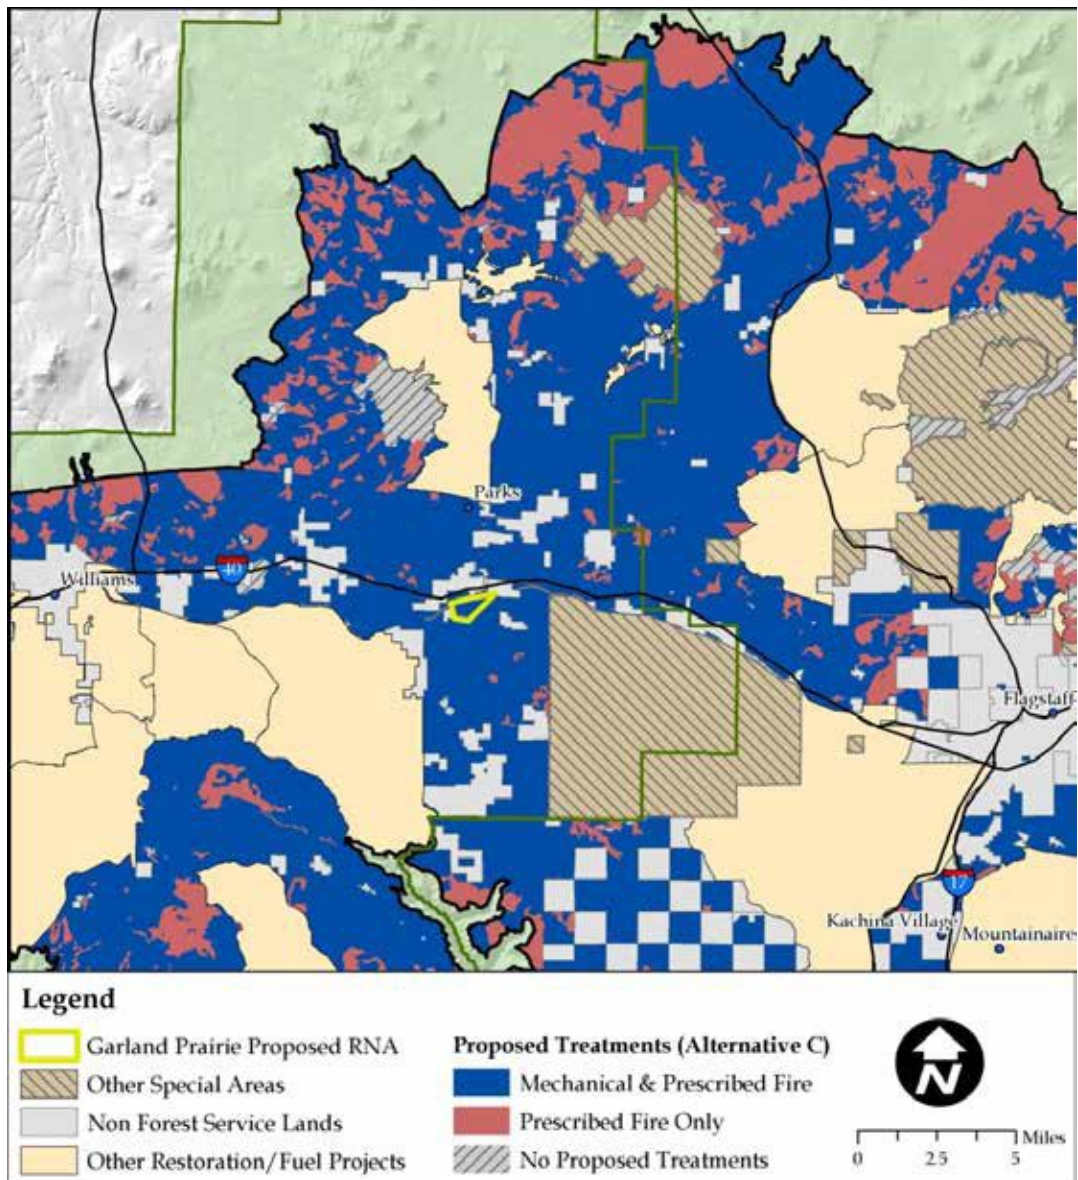 Parks
40
Williams
Flagstaff
17
Kachina Village
Mountainaire
Legend
Garland Prairie Proposed RNA
Other Special Areas
Non Forest Service Lands
Other Restoration/Fuel Projects
Proposed Treatments (Alternative C)
Mechanical & Prescribed Fire
Prescribed Fire Only
No Proposed Treatments
N
Miles
0 2.5 5